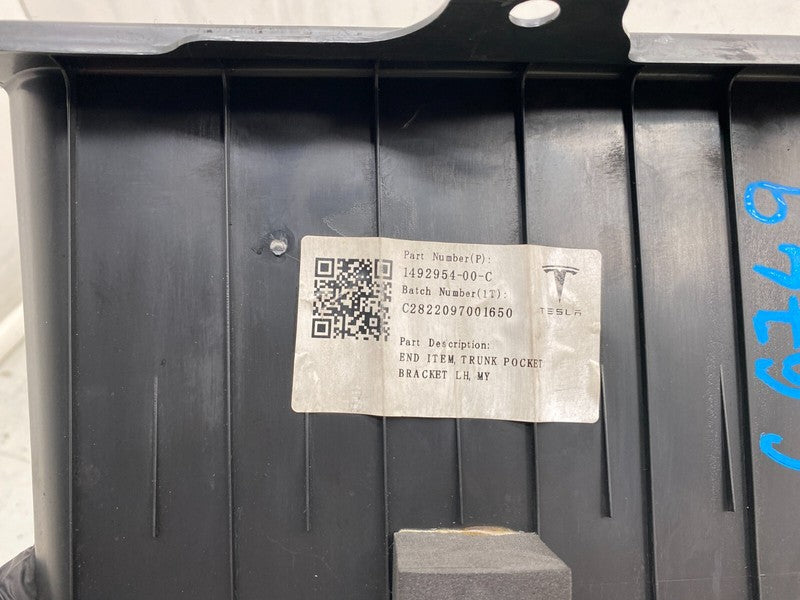 Part Number(P):
1492954-00-C
Batch Number(1T):
C2822097001650
TESLA
Part Description:
END ITEM, TRUNK POCKET
BRACKET LH, MY